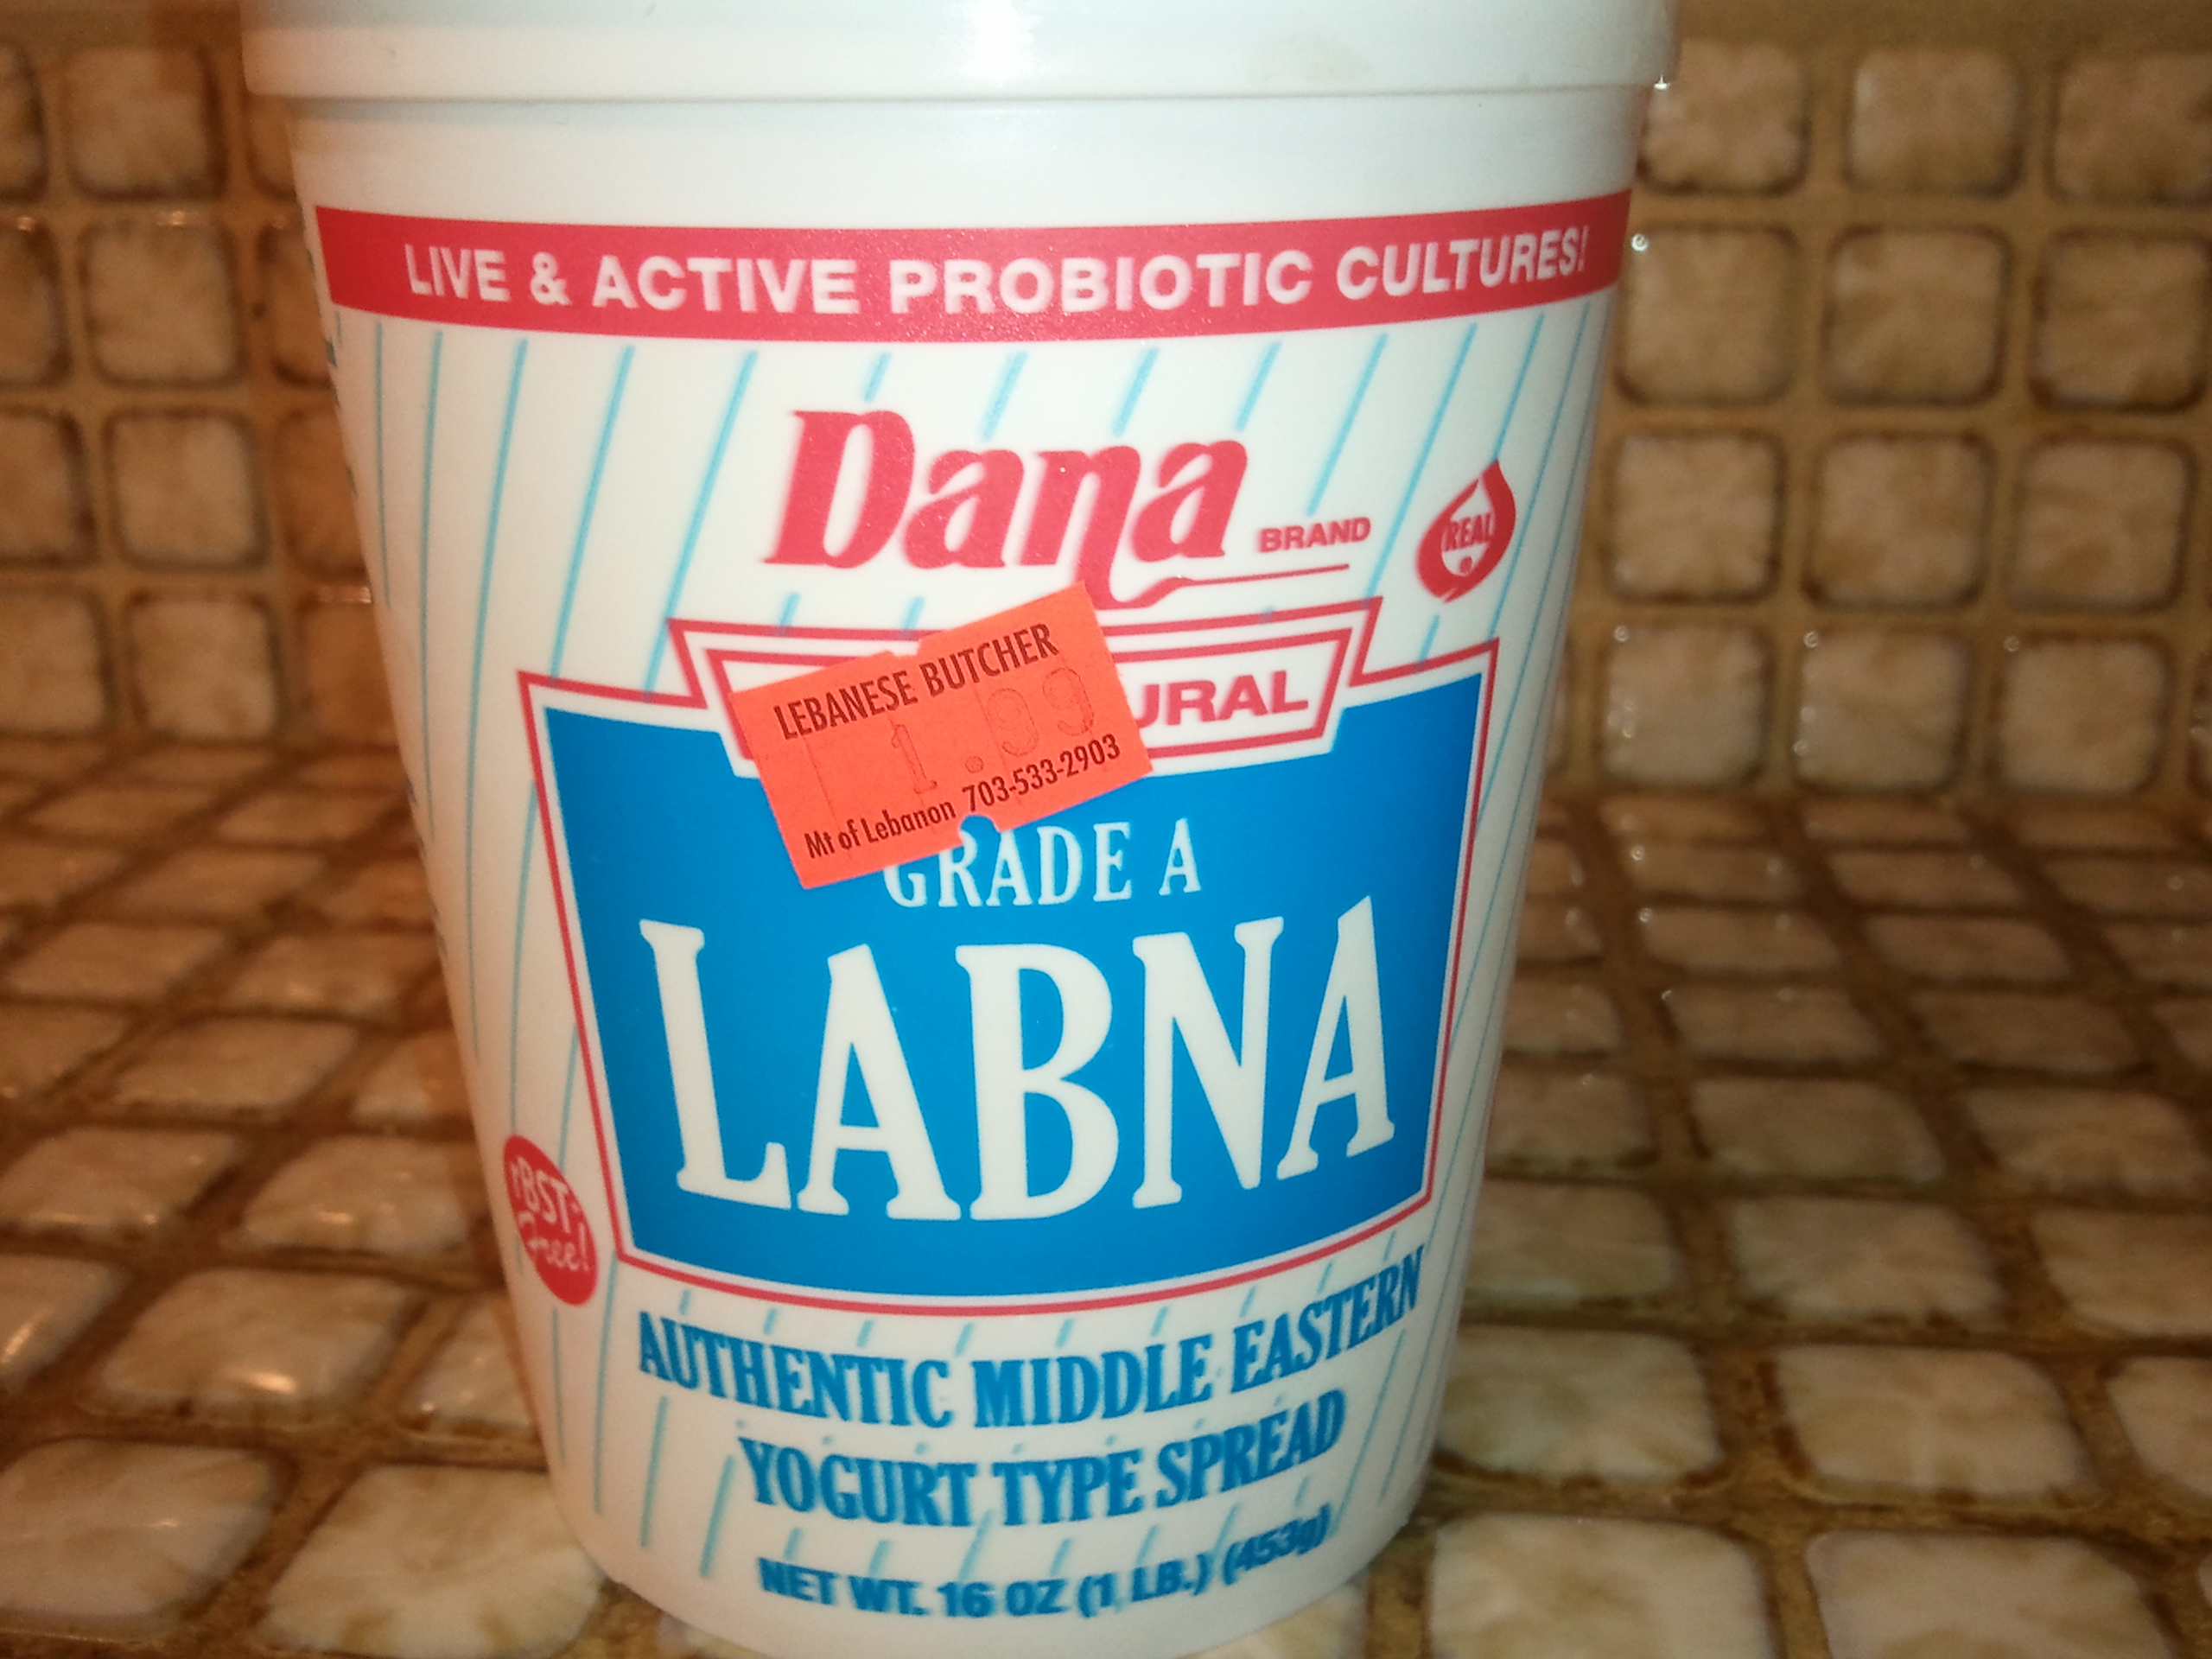 LIVE & ACTIVE PROBIOTIC CULTURES!
Dana
BRAND
REAL
LEBANESE BUTCHER
1.99
Mt of Lebanon 703-533-2903
URAL
GRADE A
LABNA
rBST-
Free!
AUTHENTIC MIDDLE EASTERN
YOGURT TYPE SPREAD
NET WT. 16 OZ (1 LB.) (453g)